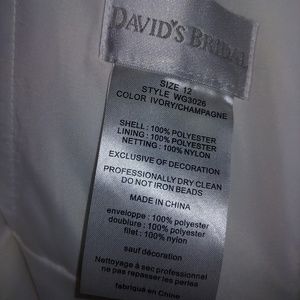 DAVID'S BRIDAL
SIZE 12
STYLE WG3026
COLOR IVORY/CHAMPAGNE
SHELL : 100% POLYESTER
LINING : 100% POLYESTER
NETTING : 100% NYLON
EXCLUSIVE OF DECORATION
PROFESSIONALLY DRY CLEAN
DO NOT IRON BEADS
MADE IN CHINA
enveloppe : 100% polyester
doublure : 100% polyester
filet : 100% nylon
sauf décoration
Nettoyage à sec professionnel
ne pas repasser les perles
fabriqué en Chine